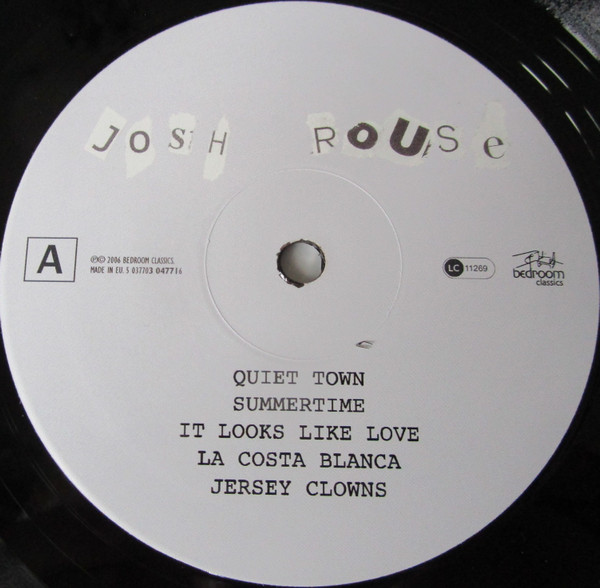 JOSH ROUSe
A
℗© 2006 BEDROOM CLASSICS.
MADE IN EU. 5 037703 047716
LC 11269
bedroom
classics
QUIET TOWN
SUMMERTIME
IT LOOKS LIKE LOVE
LA COSTA BLANCA
JERSEY CLOWNS